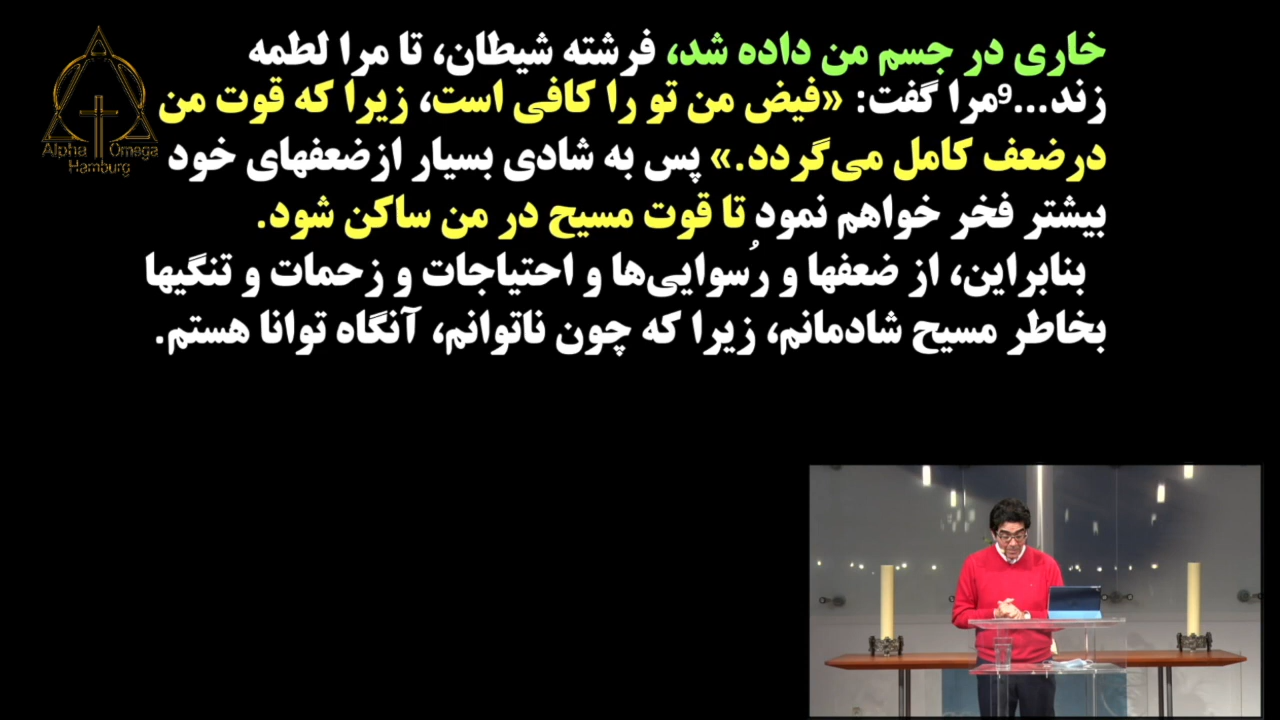 خاری در جسم من داده شد، فرشته شیطان، تا مرا لطمه
زند...9مرا گفت: «فیض من تو را کافی است، زیرا که قوت من
درضعف کامل می‌گردد.» پس به شادی بسیار ازضعفهای خود
بیشتر فخر خواهم نمود تا قوت مسیح در من ساکن شود.
بنابراین، از ضعفها و رُسوایی‌ها و احتیاجات و زحمات و تنگیها
بخاطر مسیح شادمانم، زیرا که چون ناتوانم، آنگاه توانا هستم.
Alpha Omega
Hamburg